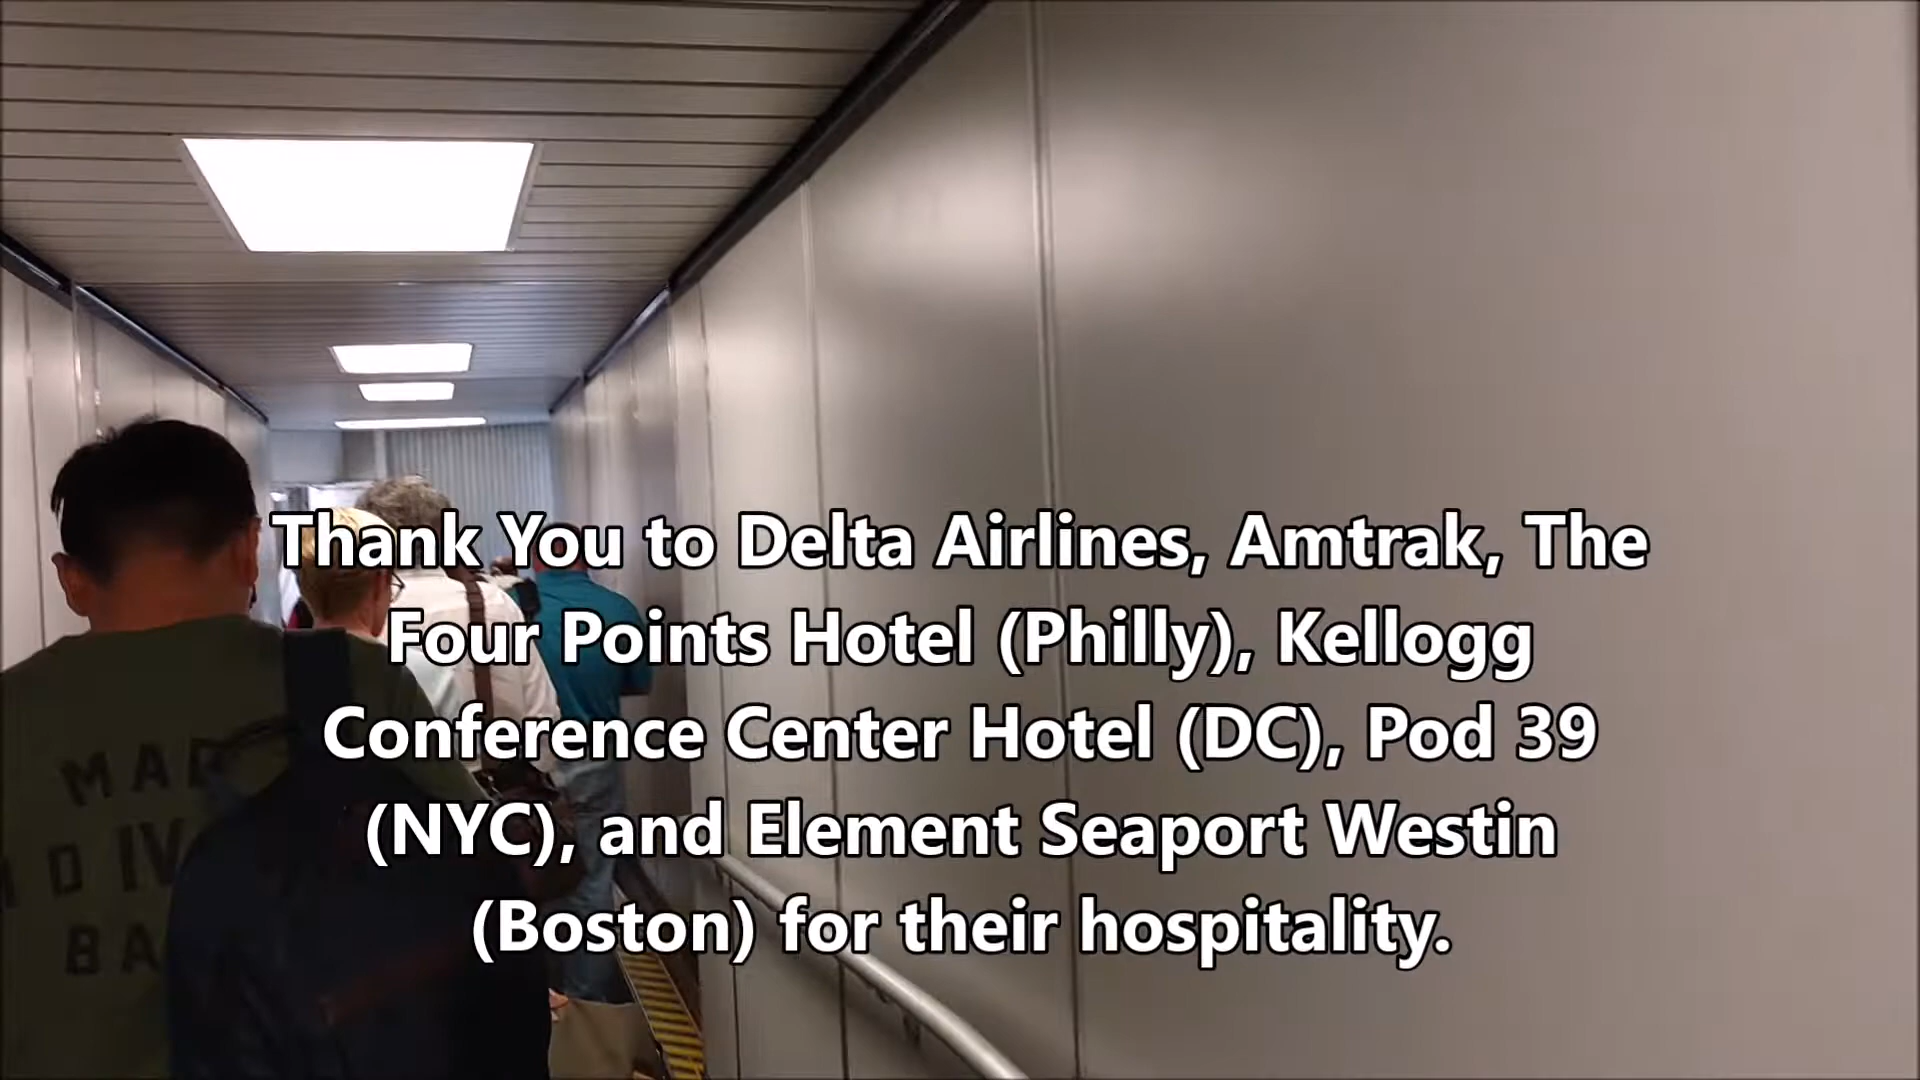 Thank You to Delta Airlines, Amtrak, The
Four Points Hotel (Philly), Kellogg
Conference Center Hotel (DC), Pod 39
(NYC), and Element Seaport Westin
(Boston) for their hospitality.